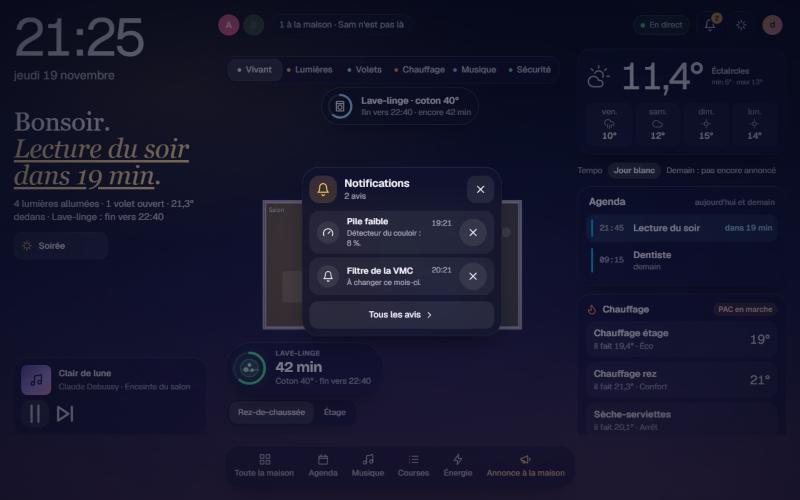 21:25
jeudi 19 novembre
A
1 à la maison · Sam n'est pas là
En direct
2
d
Vivant
Lumières
Volets
Chauffage
Musique
Sécurité
Lave-linge · coton 40°
fin vers 22:40 · encore 42 min
Bonsoir.
Lecture du soir
dans 19 min.
4 lumières allumées · 1 volet ouvert · 21,3°
dedans · Lave-linge : fin vers 22:40
Soirée
11,4°
Éclaircies
min 6° · max 13°
ven.
10°
sam.
12°
dim.
15°
lun.
14°
Tempo
Jour blanc
Demain : pas encore annoncé
Agenda
aujourd'hui et demain
21:45
Lecture du soir
dans 19 min
09:15
Dentiste
demain
Salon
Notifications
2 avis
Pile faible
19:21
Détecteur du couloir :
8 %.
Filtre de la VMC
20:21
À changer ce mois-ci.
Tous les avis
Chauffage
PAC en marche
Chauffage étage
il fait 19,4° · Éco
19°
Chauffage rez
il fait 21,3° · Confort
21°
Sèche-serviettes
il fait 20,1° · Arrêt
Clair de lune
Claude Debussy · Enceinte du salon
LAVE-LINGE
42 min
Coton 40° · fin vers 22:40
Rez-de-chaussée
Étage
Toute la maison
Agenda
Musique
Courses
Énergie
Annonce à la maison